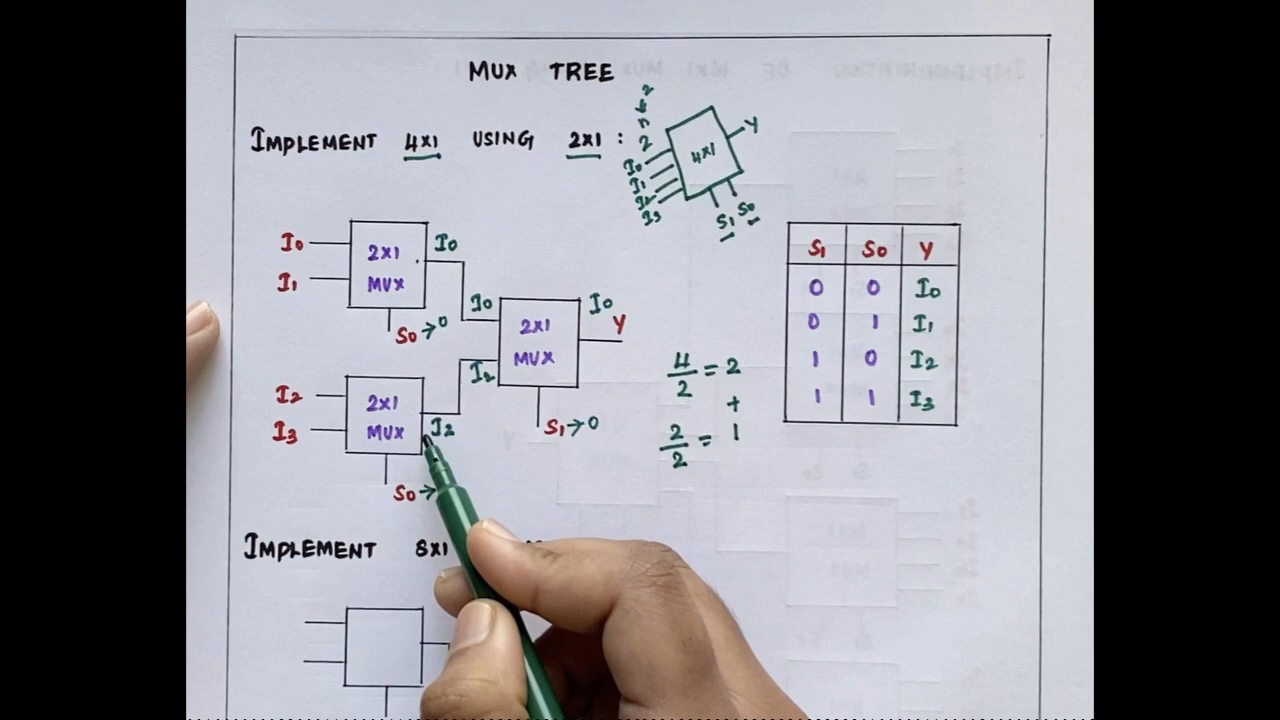 MUX TREE
IMPLEMENT 4x1 USING 2x1 :
2
n
2
I0
I1
I2
I3
4x1
Y
S1 S0
I0
I1
2x1
MUX
I0
S0→0
I2
I3
2x1
MUX
I2
S0→
I0
I2
2x1
MUX
I0
Y
S1→0
4/2 = 2
+
2/2 = 1
S1 S0 Y
0 0 I0
0 1 I1
1 0 I2
1 1 I3
IMPLEMENT 8x1